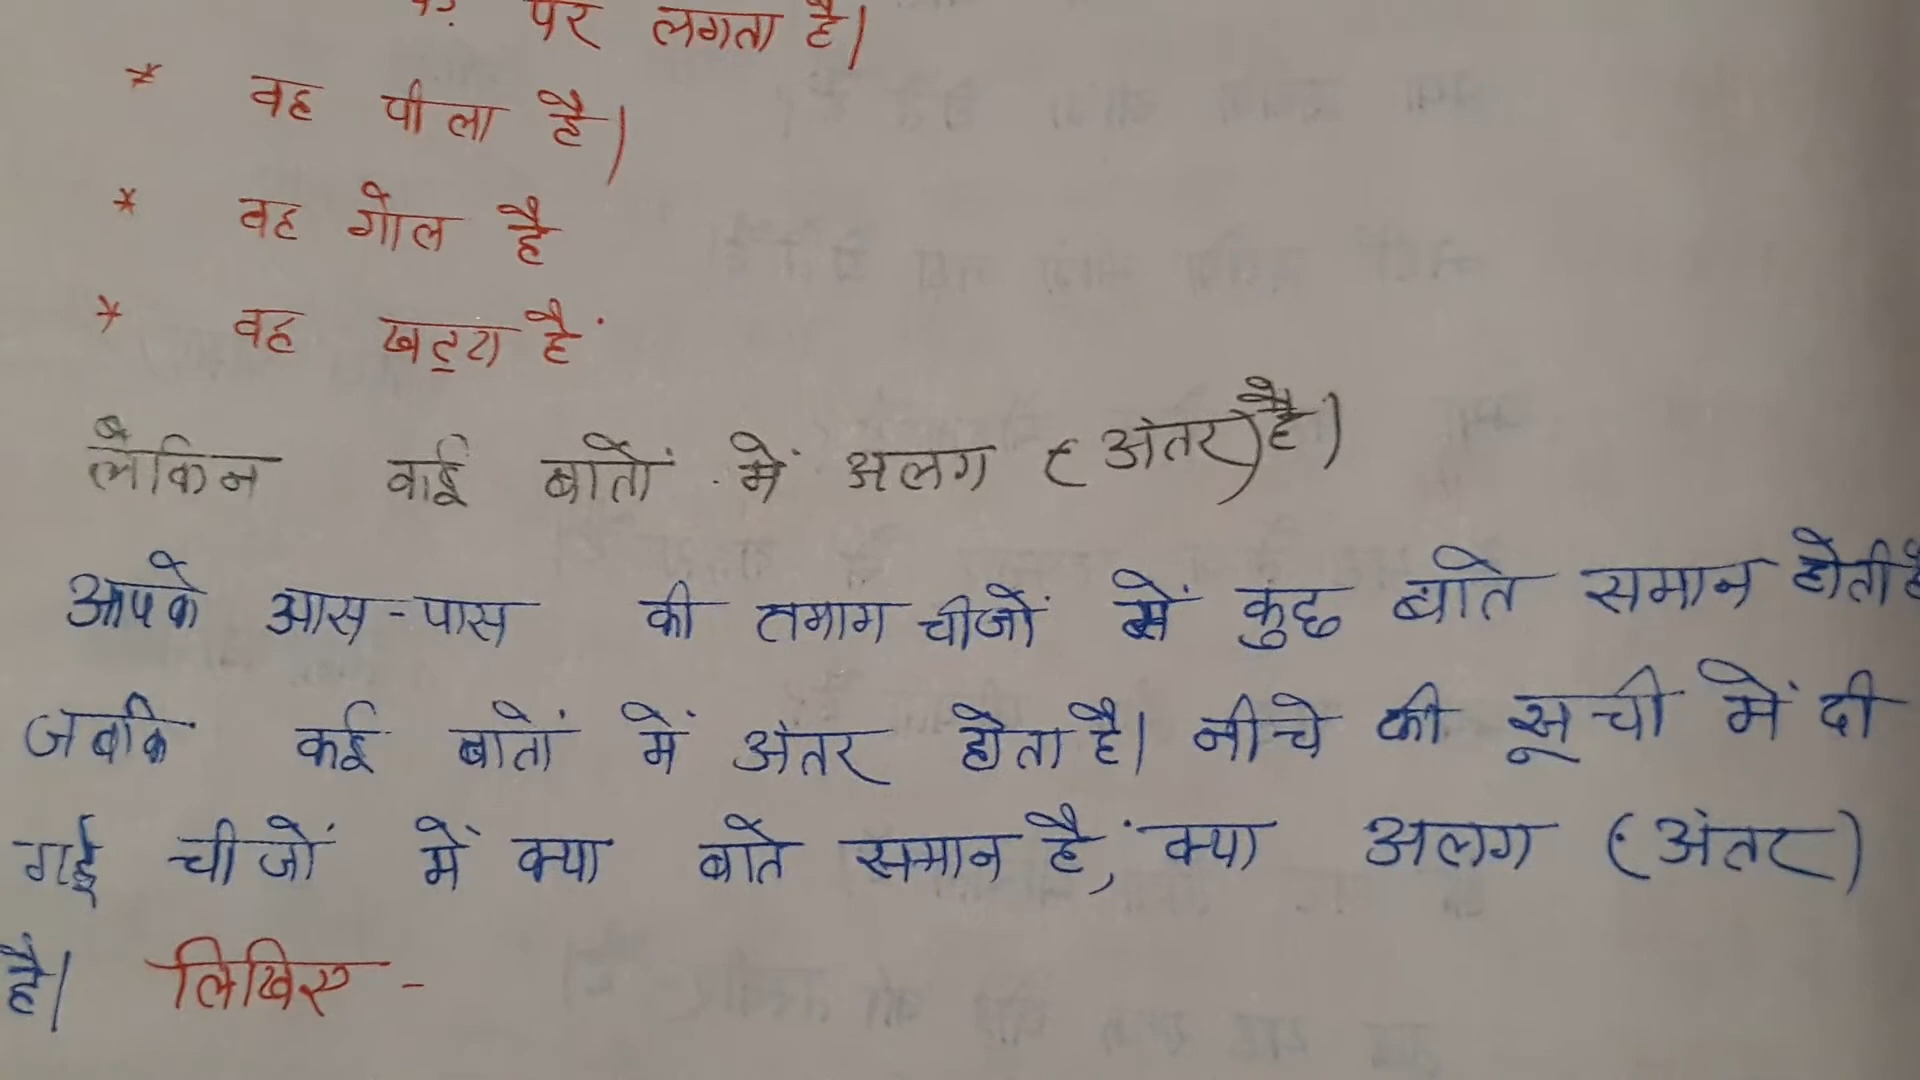 पर लगता है।
* वह पीला है।
* वह गोल है
* वह खट्टा है
लेकिन कई बातों में अलग (अंतर) है।
आपके आस-पास की तमाम चीजों में कुछ बातें समान होती है
जबकि कई बातों में अंतर होता है। नीचे की सूची में दी
गई चीजों में क्या बातें समान है, क्या अलग (अंतर)
है। लिखिए -